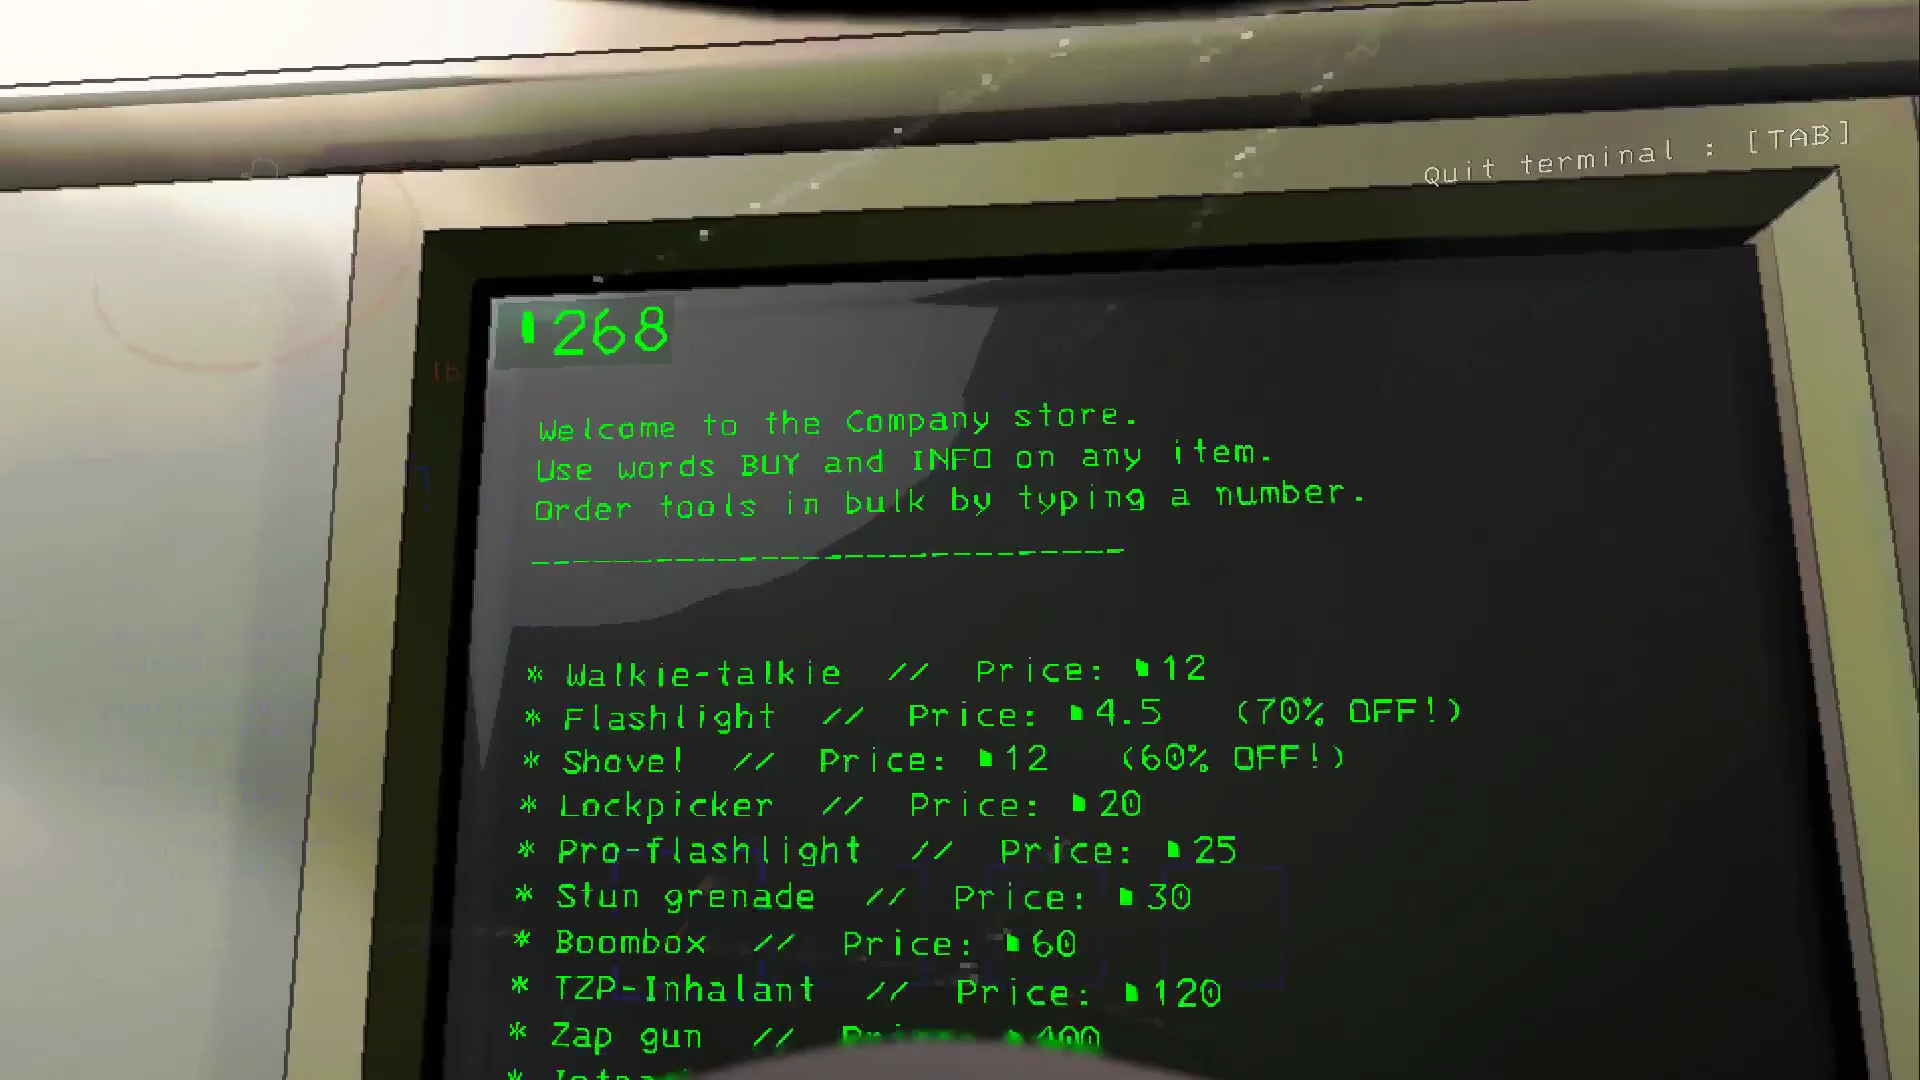 Quit terminal : [TAB]
268
Welcome to the Company store.
Use words BUY and INFO on any item.
Order tools in bulk by typing a number.
-----------------------------
* Walkie-talkie // Price: 12
* Flashlight // Price: 4.5 (70% OFF!)
* Shovel // Price: 12 (60% OFF!)
* Lockpicker // Price: 20
* Pro-flashlight // Price: 25
* Stun grenade // Price: 30
* Boombox // Price: 60
* TZP-Inhalant // Price: 120
* Zap gun // Price: 400